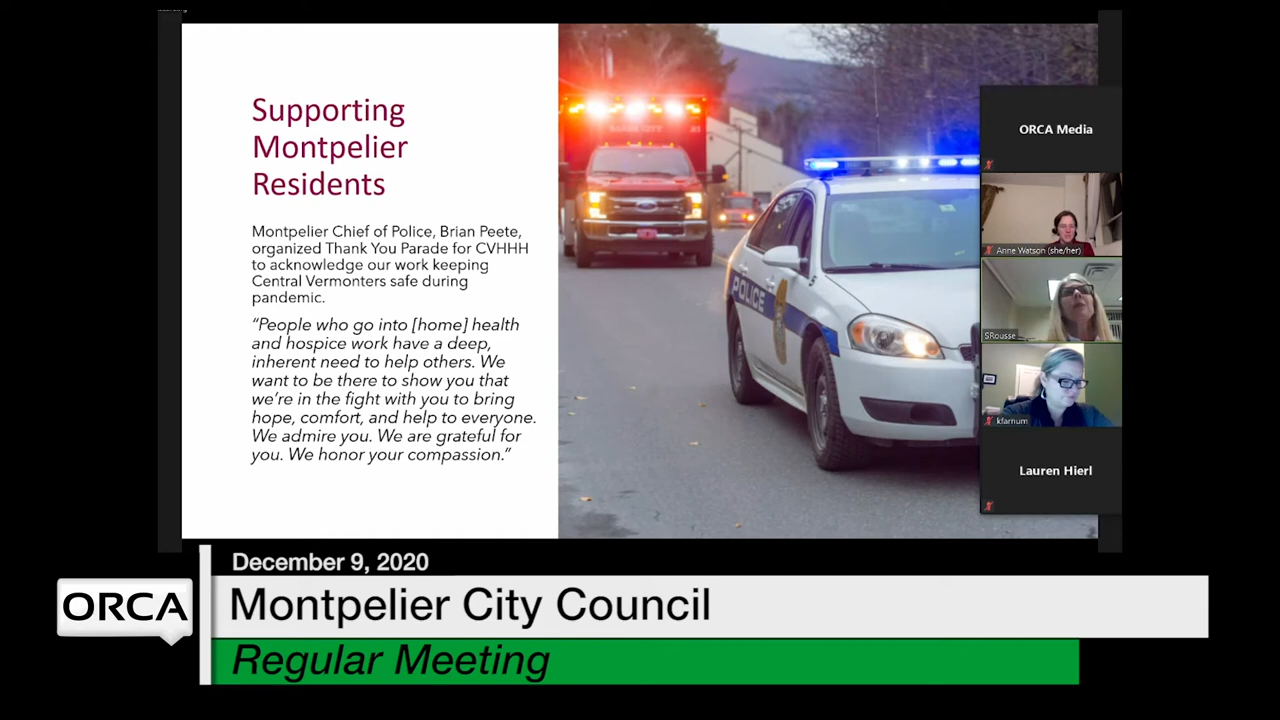 Supporting
Montpelier
Residents
Montpelier Chief of Police, Brian Peete,
organized Thank You Parade for CVHHH
to acknowledge our work keeping
Central Vermonters safe during
pandemic.
“People who go into [home] health
and hospice work have a deep,
inherent need to help others. We
want to be there to show you that
we’re in the fight with you to bring
hope, comfort, and help to everyone.
We admire you. We are grateful for
you. We honor your compassion.”
POLICE
ORCA Media
Anne Watson (she/her)
SRousse
kfarnum
Lauren Hierl
December 9, 2020
ORCA
Montpelier City Council
Regular Meeting